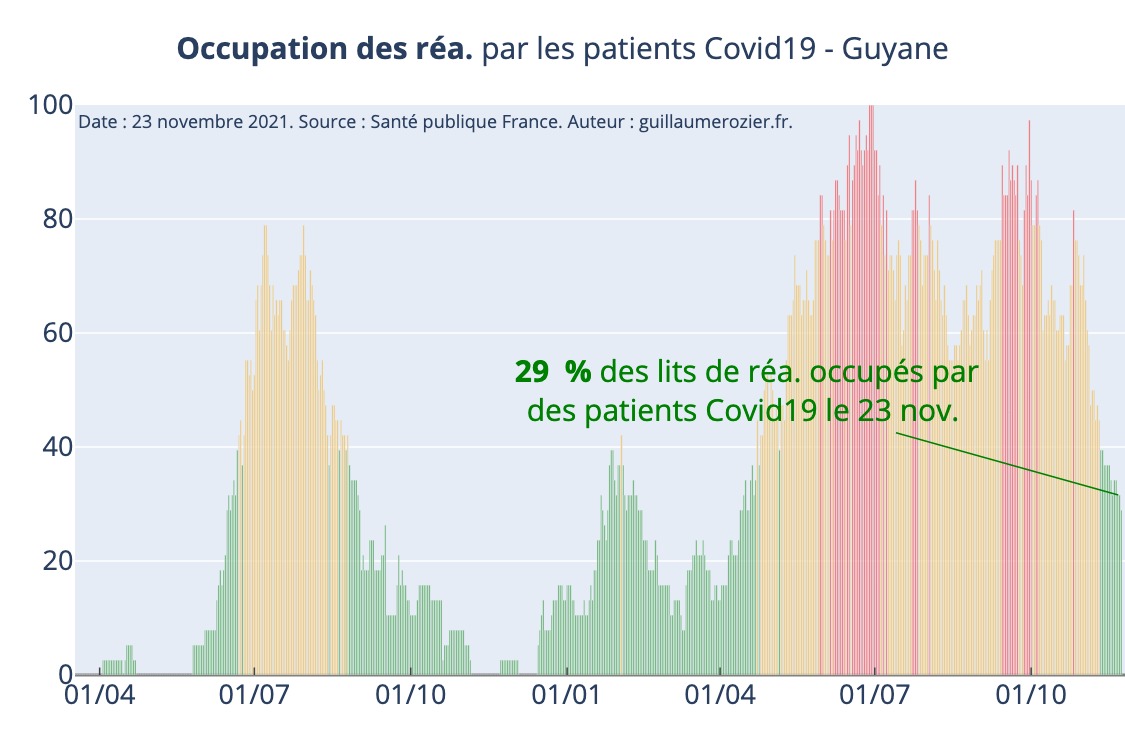 Occupation des réa. par les patients Covid19 - Guyane
100
Date : 23 novembre 2021. Source : Santé publique France. Auteur : guillaumerozier.fr.
80
60
29 % des lits de réa. occupés par
des patients Covid19 le 23 nov.
40
20
0
01/04 01/07 01/10 01/01 01/04 01/07 01/10